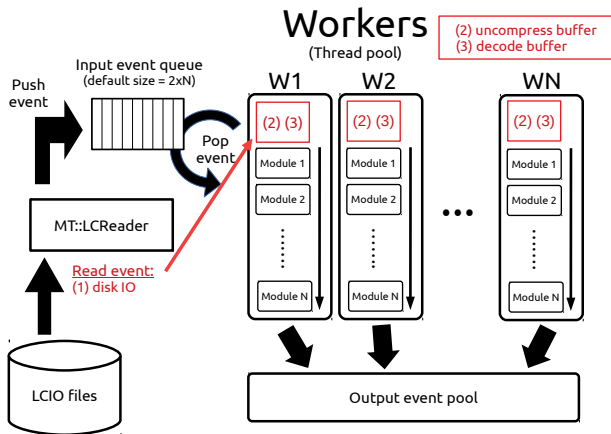 Workers
(Thread pool)
(2) uncompress buffer
(3) decode buffer
Push
event
Input event queue
(default size = 2xN)
Pop
event
MT::LCReader
Read event:
(1) disk IO
LCIO files
W1
(2) (3)
Module 1
Module 2
......
Module N
W2
(2) (3)
Module 1
Module 2
......
Module N
...
WN
(2) (3)
Module 1
Module 2
......
Module N
Output event pool